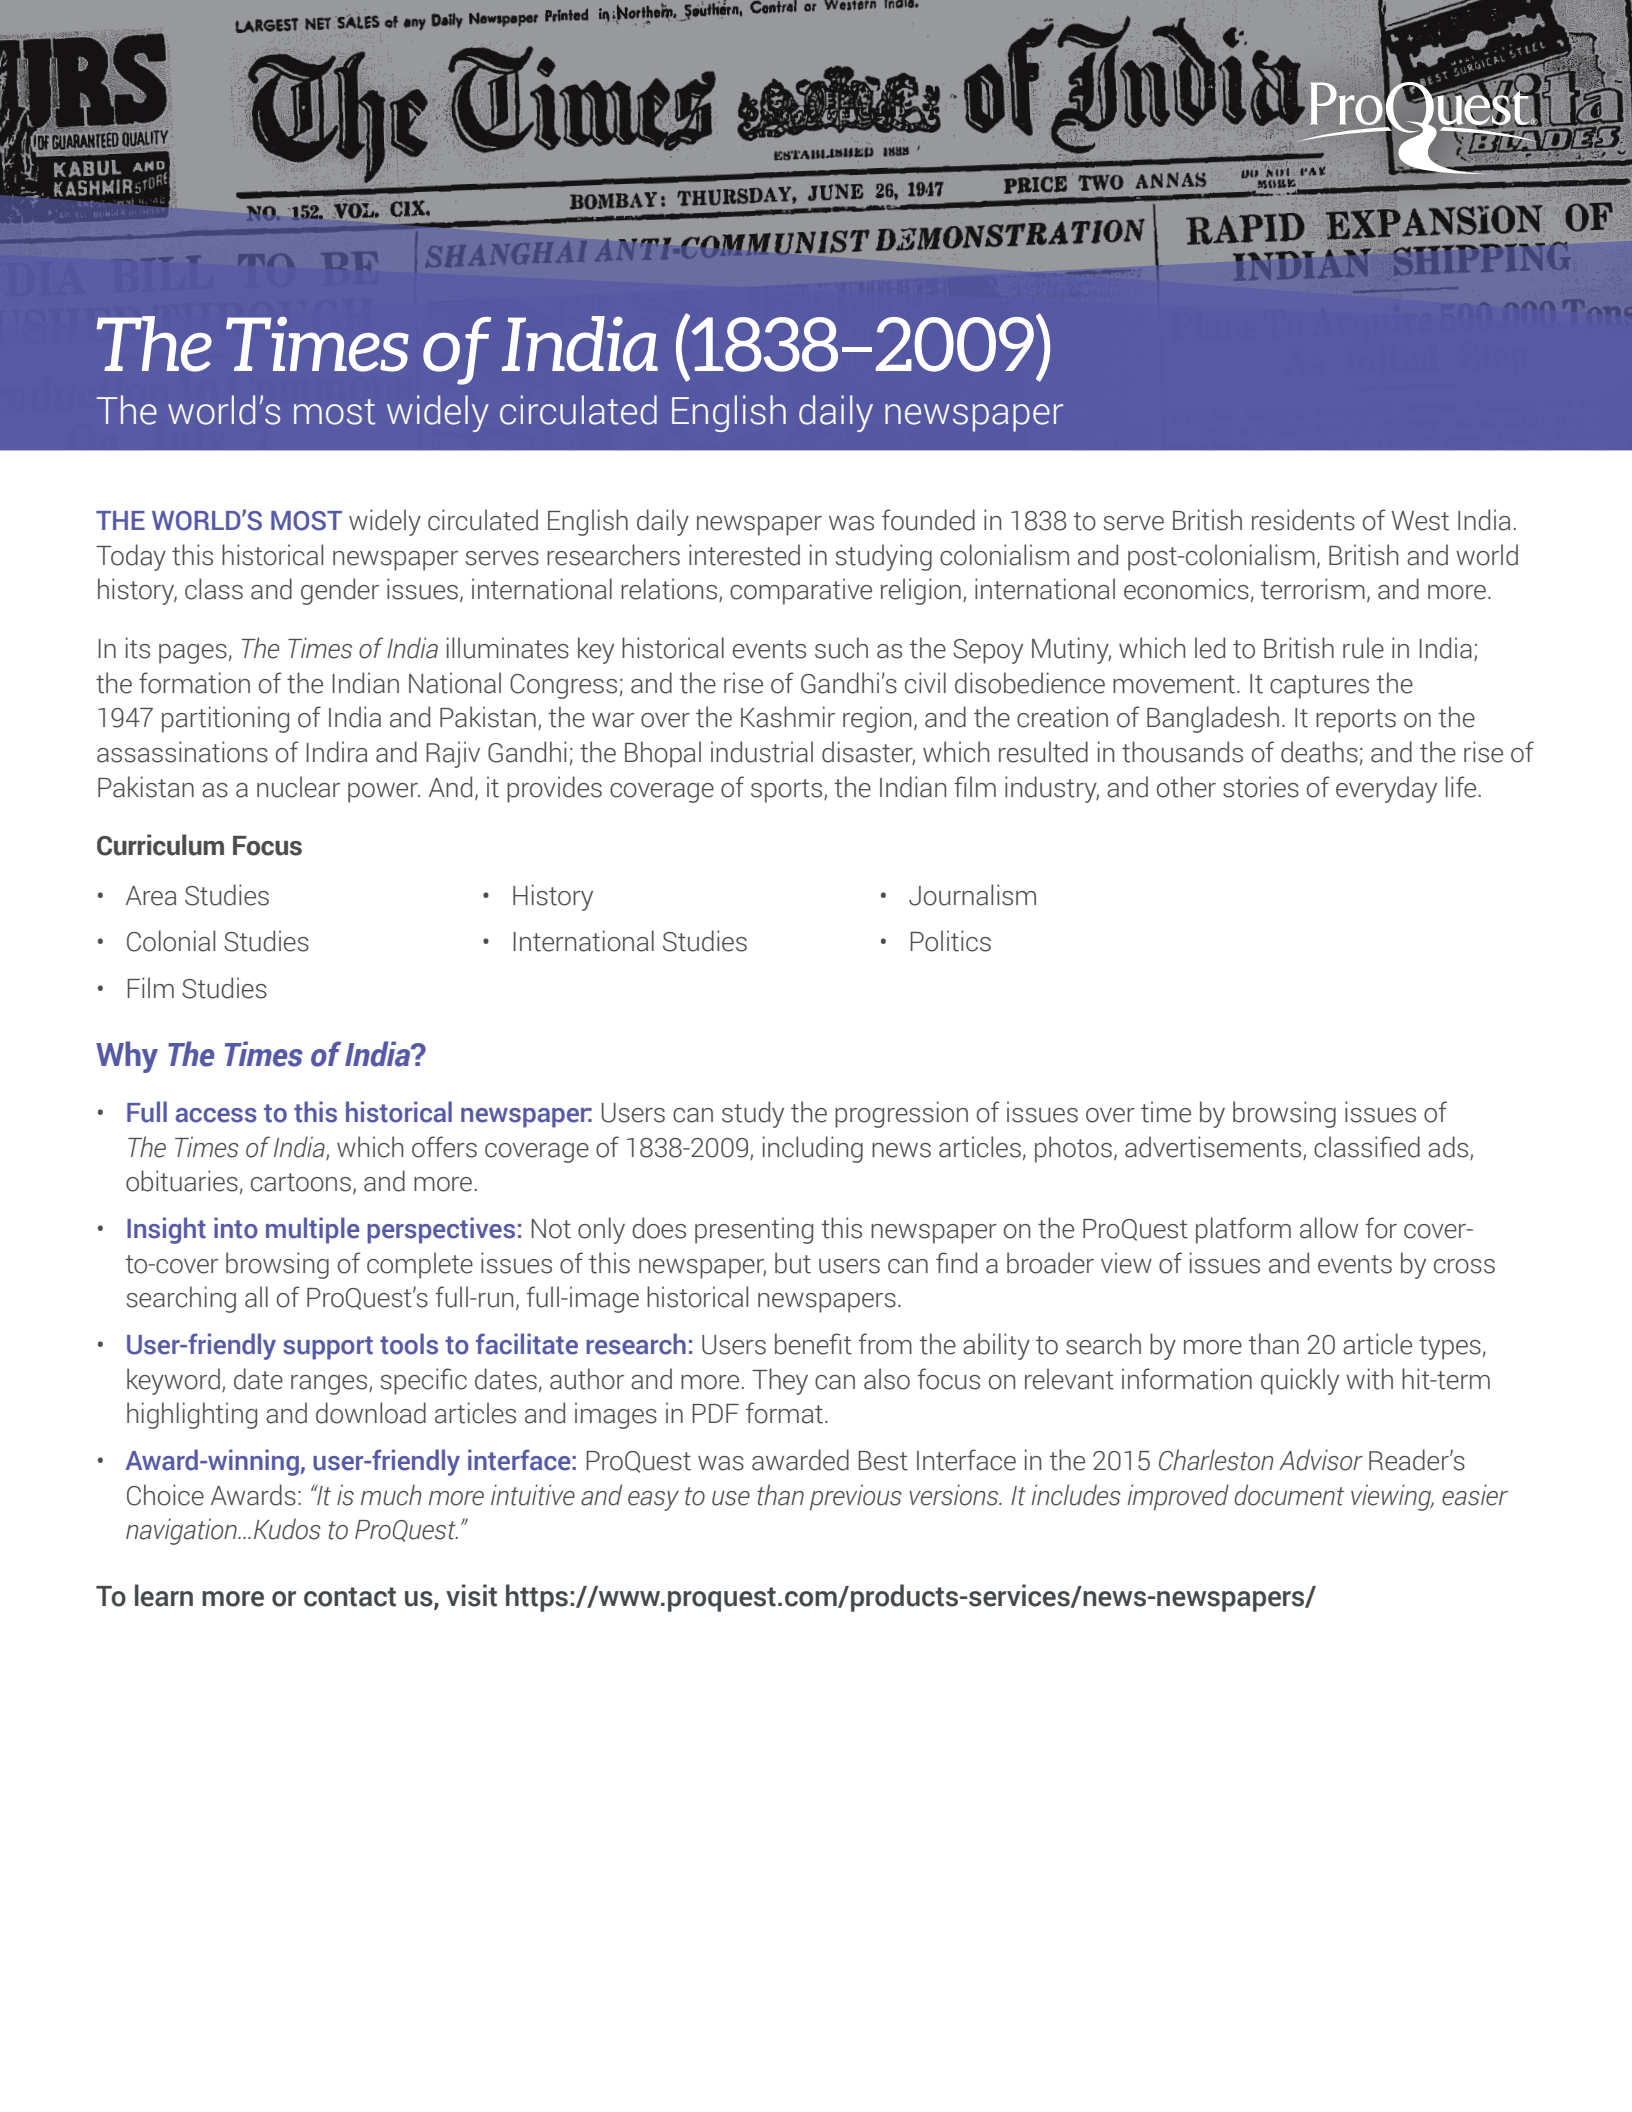 LARGEST NET SALES of any Daily Newspaper Printed in Northern, Southern, Central or Western India.
The Times of India
ProQuest
BEST SURGICAL STEEL
BLADES
OF GUARANTEED QUALITY
KABUL AND
KASHMIR STORE
ESTABLISHED 1838
NO. 152. VOL. CIX.
BOMBAY: THURSDAY, JUNE 26, 1947
PRICE TWO ANNAS
DO NOT PAY
MORE
DIA BILL TO BE
SHANGHAI ANTI-COMMUNIST DEMONSTRATION
RAPID EXPANSION OF
INDIAN SHIPPING
Plans To Acquire 500,000 Tons
As Initial Step
The Times of India (1838–2009)
The world's most widely circulated English daily newspaper
THE WORLD'S MOST widely circulated English daily newspaper was founded in 1838 to serve British residents of West India.
Today this historical newspaper serves researchers interested in studying colonialism and post-colonialism, British and world
history, class and gender issues, international relations, comparative religion, international economics, terrorism, and more.
In its pages, The Times of India illuminates key historical events such as the Sepoy Mutiny, which led to British rule in India;
the formation of the Indian National Congress; and the rise of Gandhi's civil disobedience movement. It captures the
1947 partitioning of India and Pakistan, the war over the Kashmir region, and the creation of Bangladesh. It reports on the
assassinations of Indira and Rajiv Gandhi; the Bhopal industrial disaster, which resulted in thousands of deaths; and the rise of
Pakistan as a nuclear power. And, it provides coverage of sports, the Indian film industry, and other stories of everyday life.
Curriculum Focus
• Area Studies
• Colonial Studies
• Film Studies
• History
• International Studies
• Journalism
• Politics
Why The Times of India?
• Full access to this historical newspaper: Users can study the progression of issues over time by browsing issues of
The Times of India, which offers coverage of 1838-2009, including news articles, photos, advertisements, classified ads,
obituaries, cartoons, and more.
• Insight into multiple perspectives: Not only does presenting this newspaper on the ProQuest platform allow for cover-
to-cover browsing of complete issues of this newspaper, but users can find a broader view of issues and events by cross
searching all of ProQuest's full-run, full-image historical newspapers.
• User-friendly support tools to facilitate research: Users benefit from the ability to search by more than 20 article types,
keyword, date ranges, specific dates, author and more. They can also focus on relevant information quickly with hit-term
highlighting and download articles and images in PDF format.
• Award-winning, user-friendly interface: ProQuest was awarded Best Interface in the 2015 Charleston Advisor Reader's
Choice Awards: "It is much more intuitive and easy to use than previous versions. It includes improved document viewing, easier
navigation...Kudos to ProQuest."
To learn more or contact us, visit https://www.proquest.com/products-services/news-newspapers/